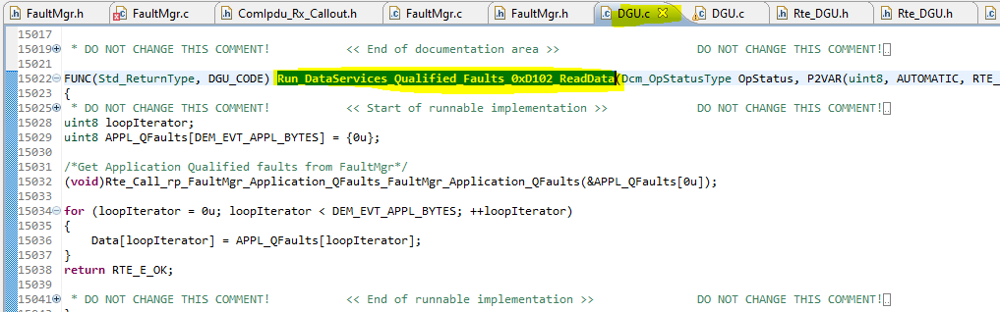 FaultMgr.h FaultMgr.c ComIpdu_Rx_Callout.h FaultMgr.c FaultMgr.h DGU.c DGU.c Rte_DGU.h Rte_DGU.h
15017
15019 * DO NOT CHANGE THIS COMMENT! << End of documentation area >> DO NOT CHANGE THIS COMMENT!
15021
15022 FUNC(Std_ReturnType, DGU_CODE) Run_DataServices_Qualified_Faults_0xD102_ReadData(Dcm_OpStatusType OpStatus, P2VAR(uint8, AUTOMATIC, RTE_
15023 {
15025 * DO NOT CHANGE THIS COMMENT! << Start of runnable implementation >> DO NOT CHANGE THIS COMMENT!
15028 uint8 loopIterator;
15029 uint8 APPL_QFaults[DEM_EVT_APPL_BYTES] = {0u};
15030
15031 /*Get Application Qualified faults from FaultMgr*/
15032 (void)Rte_Call_rp_FaultMgr_Application_QFaults_FaultMgr_Application_QFaults(&APPL_QFaults[0u]);
15033
15034 for (loopIterator = 0u; loopIterator < DEM_EVT_APPL_BYTES; ++loopIterator)
15035 {
15036 Data[loopIterator] = APPL_QFaults[loopIterator];
15037 }
15038 return RTE_E_OK;
15039
15041 * DO NOT CHANGE THIS COMMENT! << End of runnable implementation >> DO NOT CHANGE THIS COMMENT!